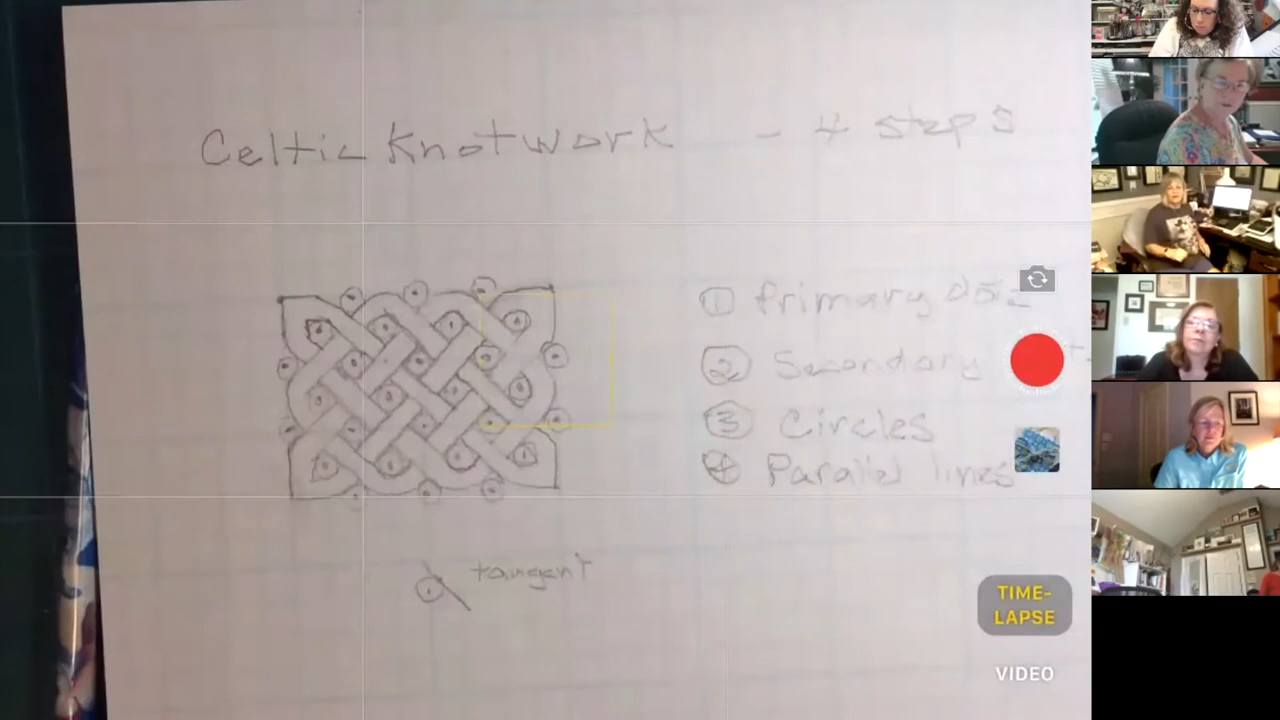 Celtic Knotwork - 4 steps
① Primary
② Secondary
③ Circles
④ Parallel lines
tangent
TIME-
LAPSE
VIDEO